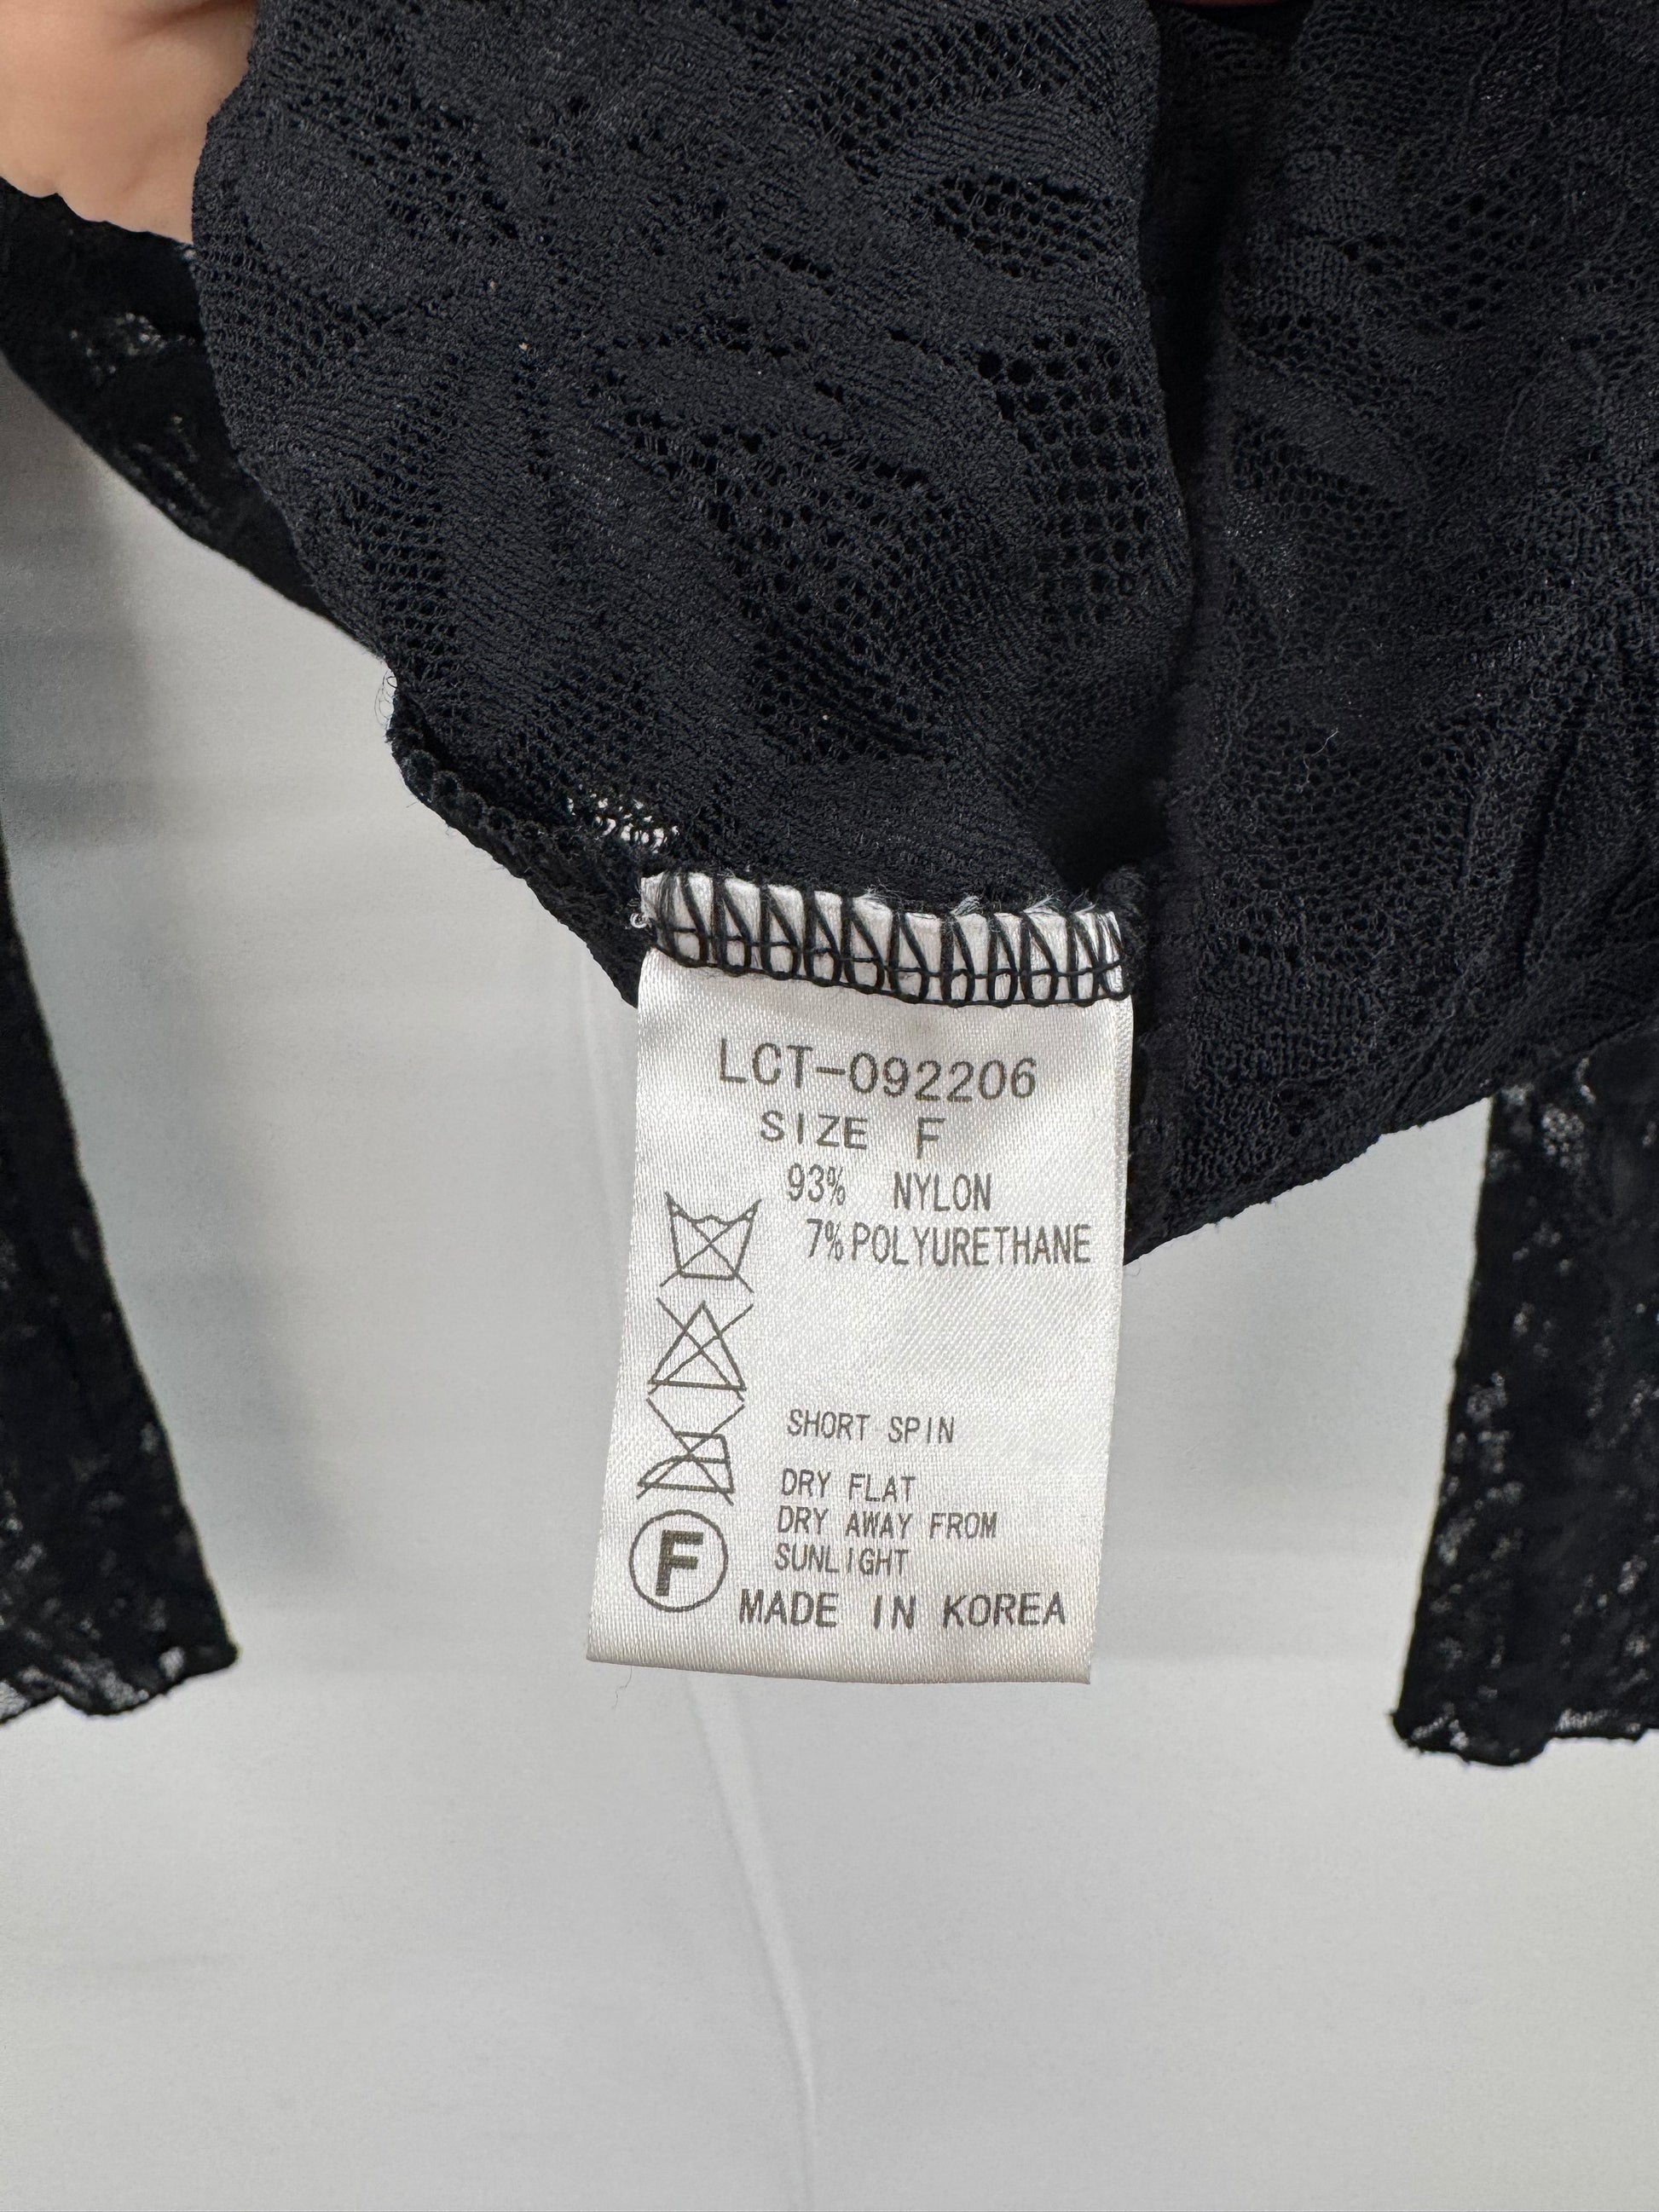 LCT-092206
SIZE F
93% NYLON
7% POLYURETHANE
SHORT SPIN
DRY FLAT
DRY AWAY FROM
SUNLIGHT
F
MADE IN KOREA